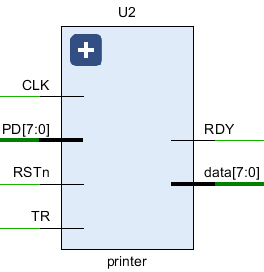 U2
CLK
PD[7:0]
RSTn
TR
RDY
data[7:0]
printer